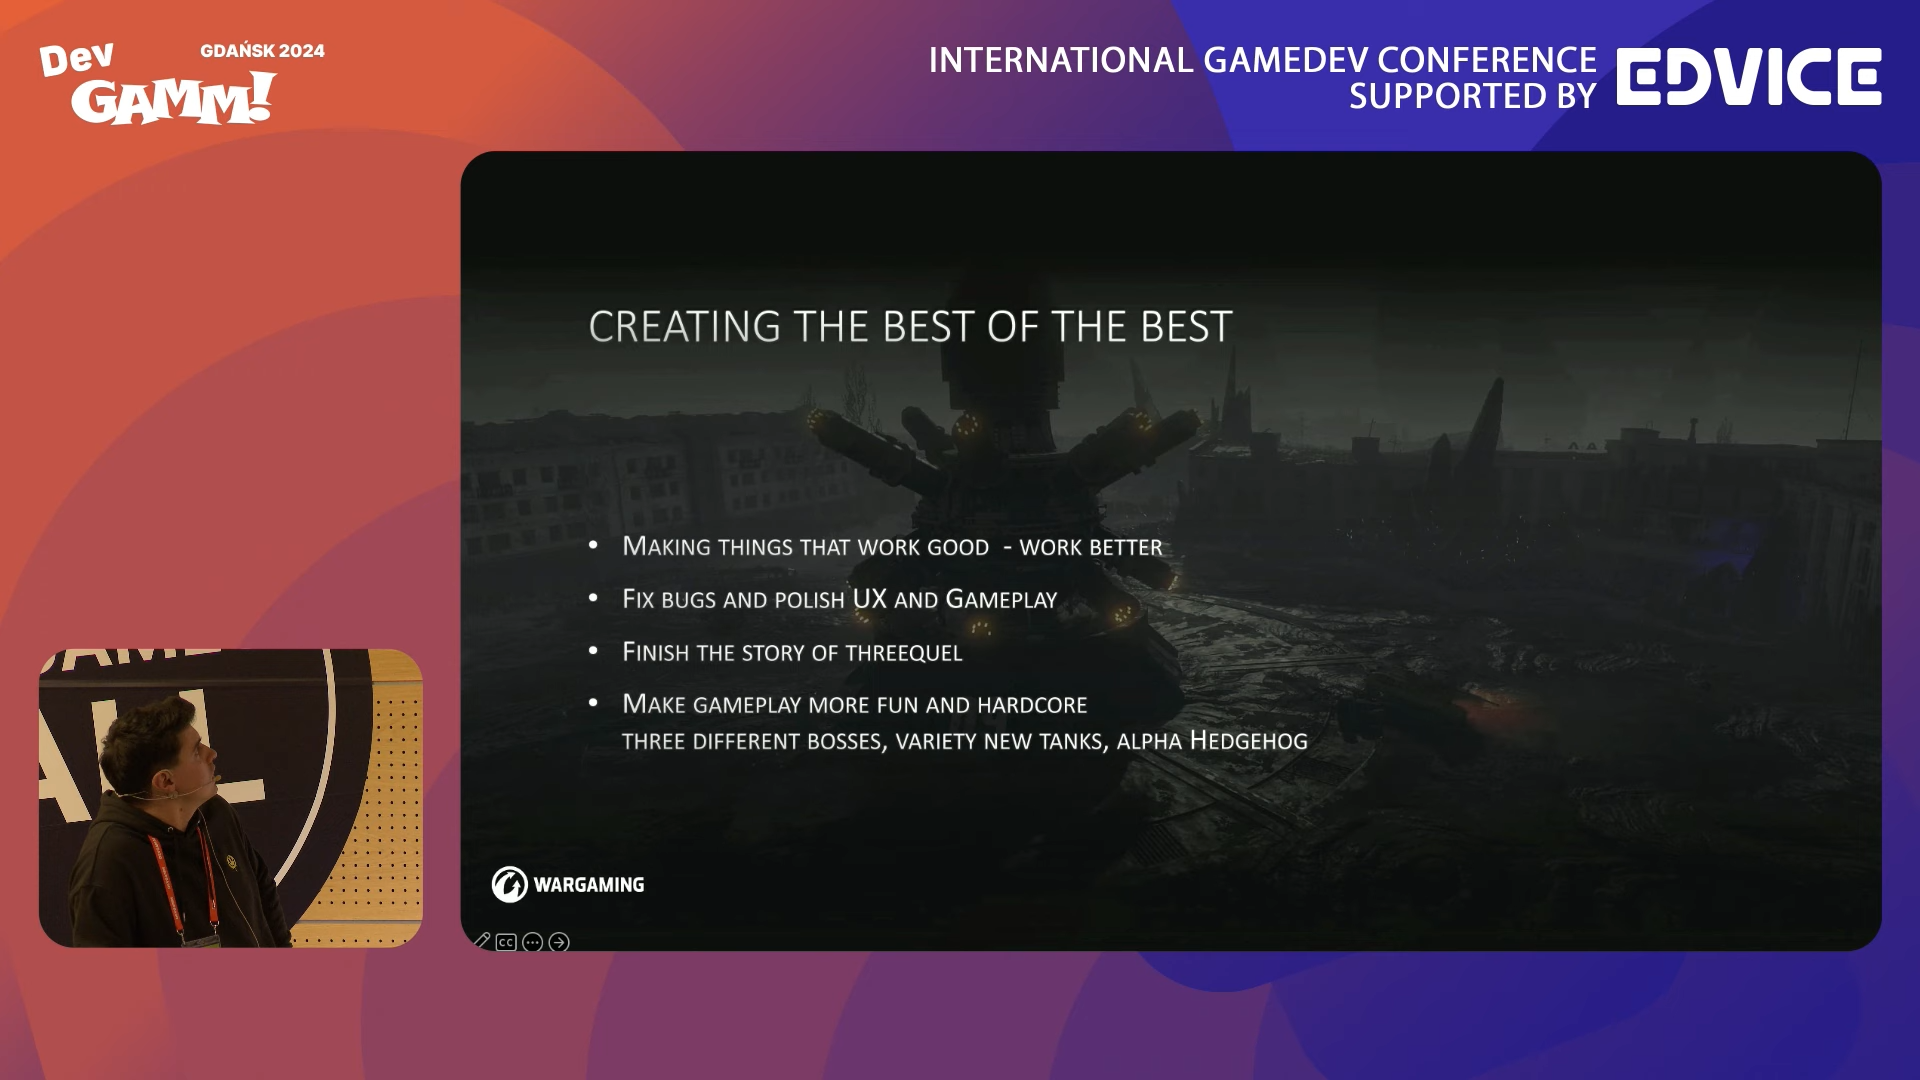 Dev
GAMM!
GDAŃSK 2024
INTERNATIONAL GAMEDEV CONFERENCE
SUPPORTED BY
EDVICE
CREATING THE BEST OF THE BEST
• MAKING THINGS THAT WORK GOOD - WORK BETTER
• FIX BUGS AND POLISH UX AND GAMEPLAY
• FINISH THE STORY OF THREEQUEL
• MAKE GAMEPLAY MORE FUN AND HARDCORE
THREE DIFFERENT BOSSES, VARIETY NEW TANKS, ALPHA HEDGEHOG
WARGAMING
CC